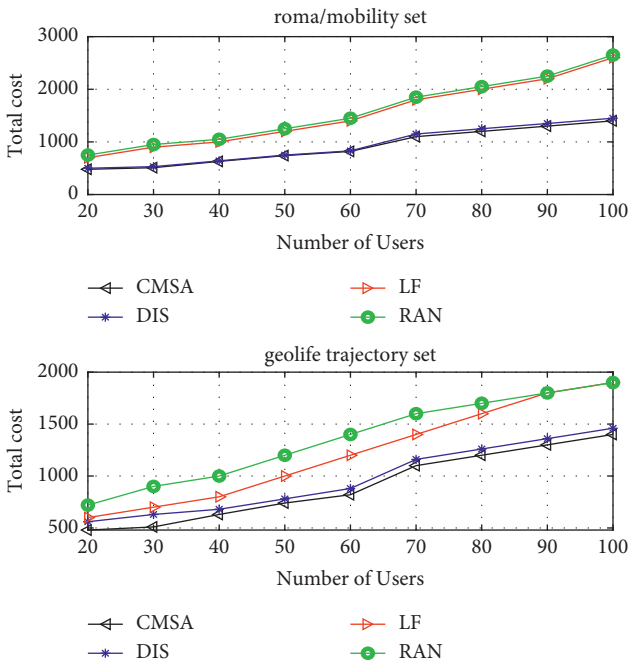 roma/mobility set
3000
2000
1000
0
Total cost
20 30 40 50 60 70 80 90 100
Number of Users
CMSA LF
DIS RAN
geolife trajectory set
2000
1500
1000
500
Total cost
20 30 40 50 60 70 80 90 100
Number of Users
CMSA LF
DIS RAN